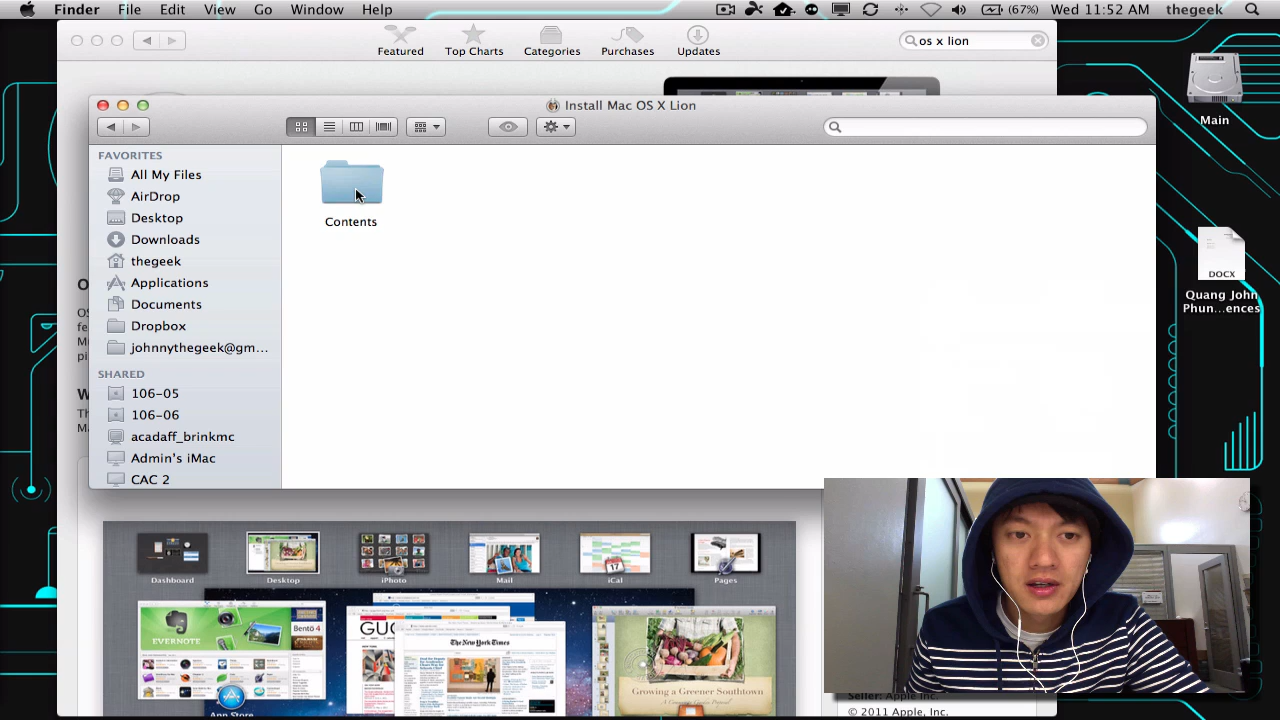 Finder File Edit View Go Window Help (67%) Wed 11:52 AM thegeek
Featured Top Charts Categories Purchases Updates os x lion
Install Mac OS X Lion
FAVORITES
All My Files
AirDrop
Desktop
Downloads
thegeek
Applications
Documents
Dropbox
johnnythegeek@gm...
SHARED
106-05
106-06
acadaff_brinkmc
Admin's iMac
CAC 2
Contents
Main
DOCX
Quang John
Phun...ences
Dashboard Desktop iPhoto Mail iCal Pages
EVERNOTE
Bento 4
The New York Times
Growing a Greener Southtown
App Store
© 2011 Apple, Inc.